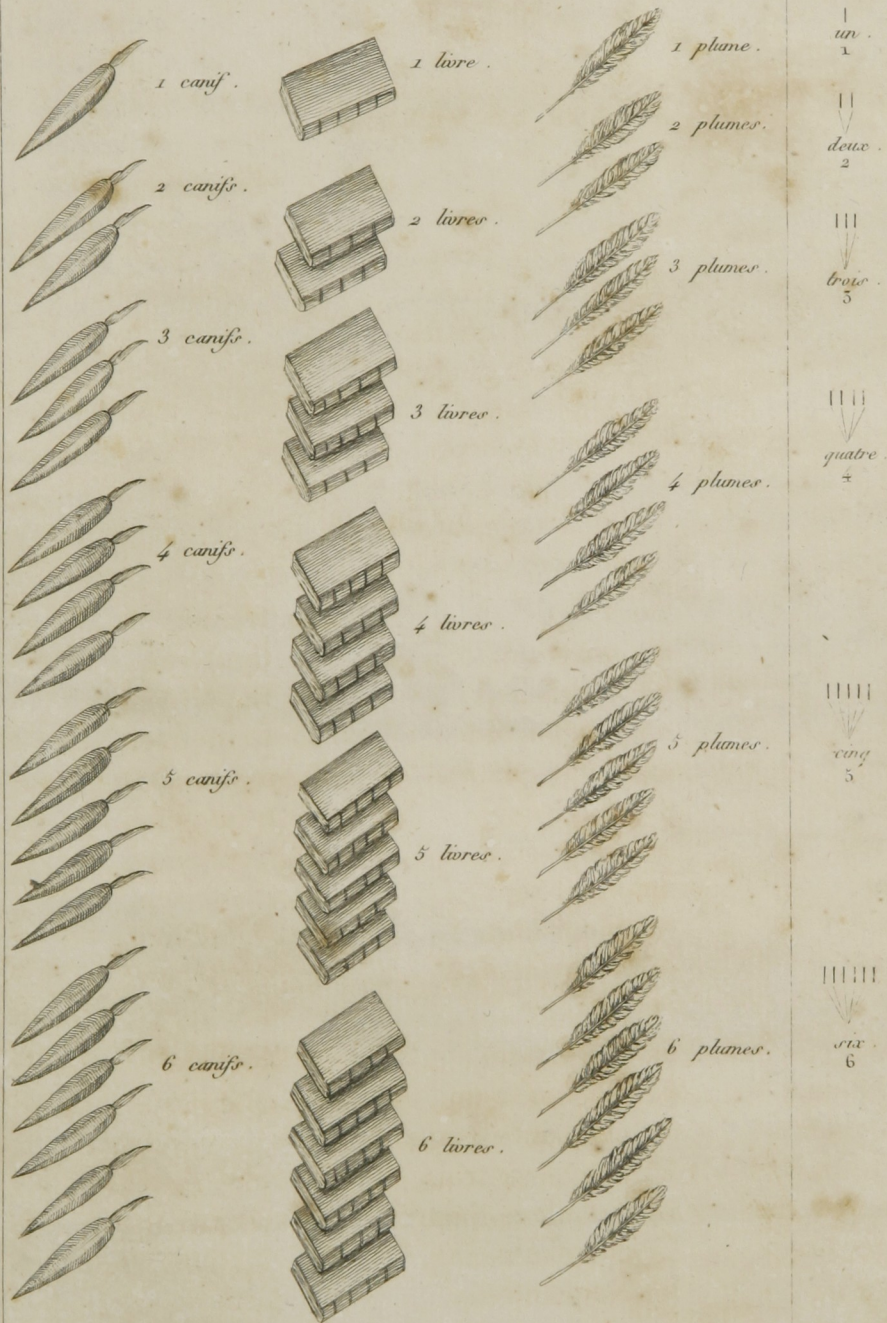 1 canif.
1 livre.
1 plume.
un.
1
2 canifs.
2 livres.
2 plumes.
deux.
2
3 canifs.
3 livres.
3 plumes.
trois.
3
4 canifs.
4 livres.
4 plumes.
quatre.
4
5 canifs.
5 livres.
5 plumes.
cinq
5
6 canifs.
6 livres.
6 plumes.
six.
6